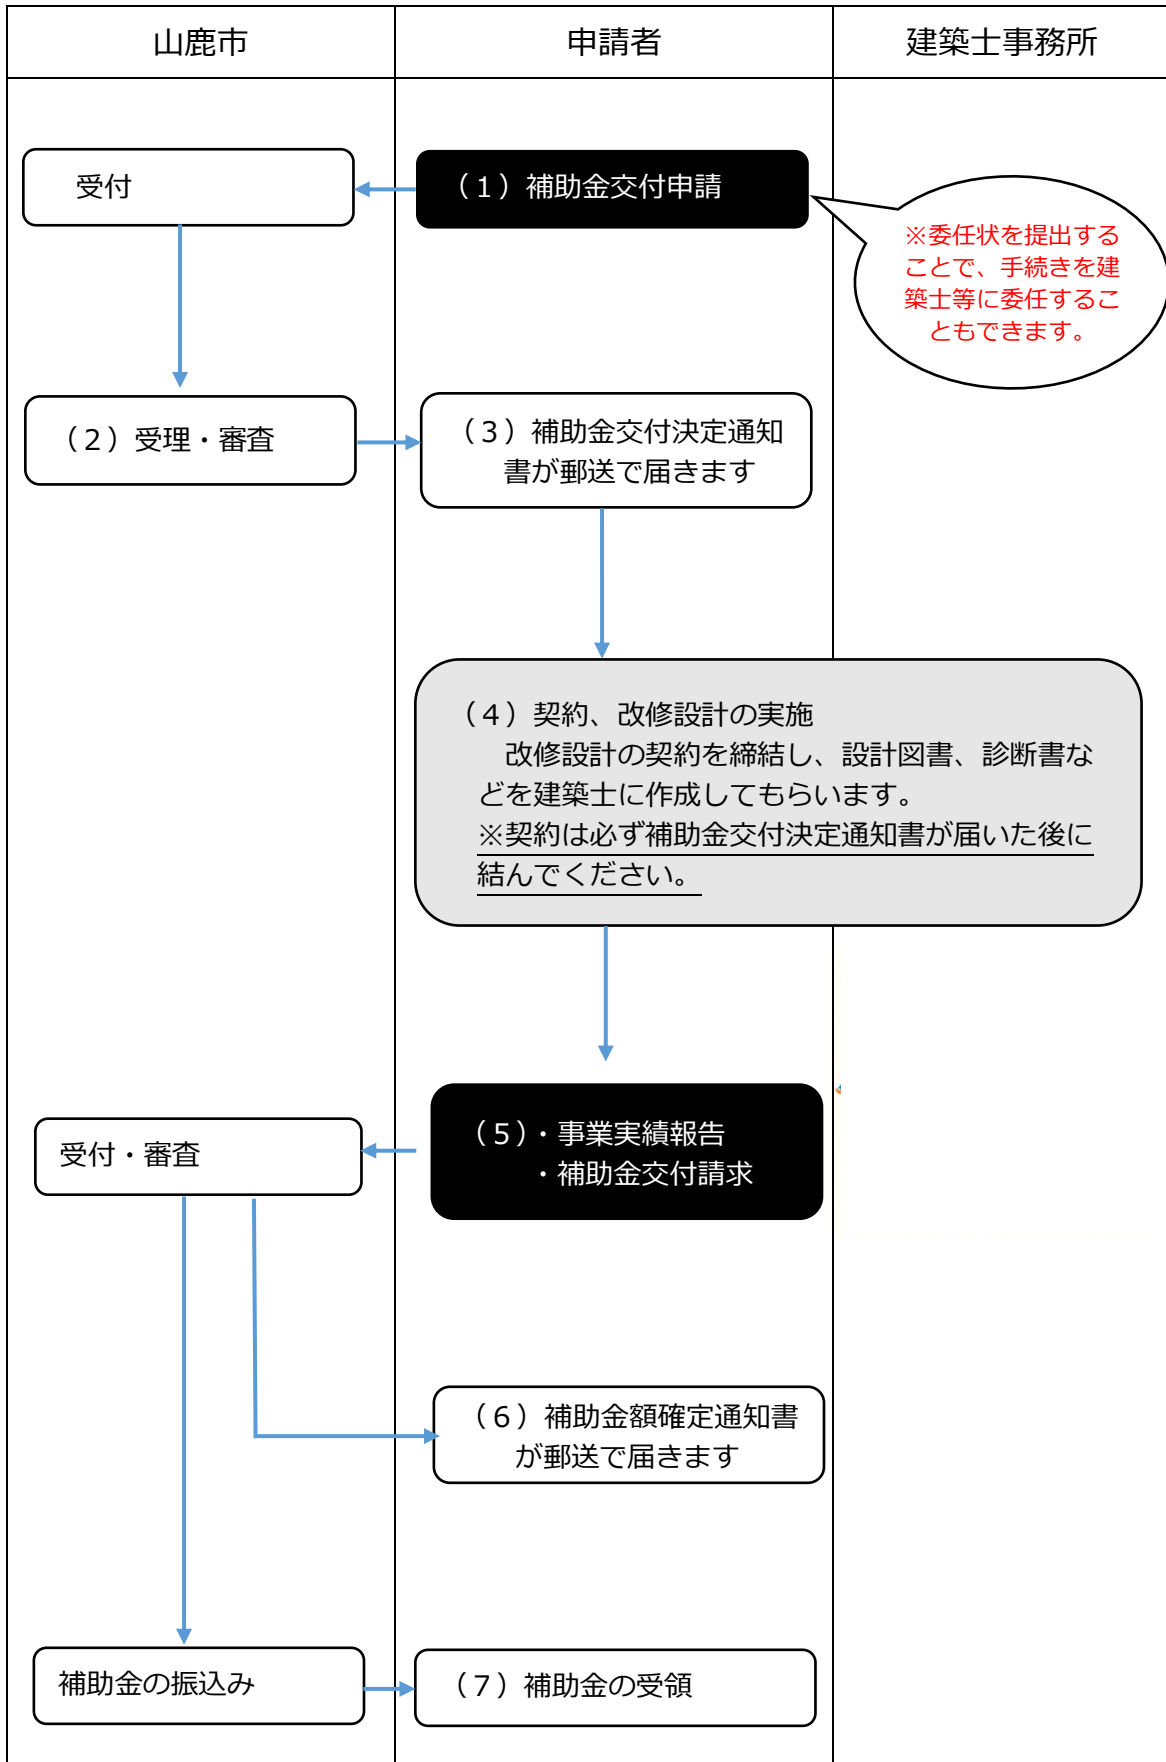 山鹿市
申請者
建築士事務所
受付
（１）補助金交付申請
※委任状を提出する
ことで、手続きを建
築士等に委任するこ
ともできます。
（２）受理・審査
（３）補助金交付決定通知
書が郵送で届きます
（４）契約、改修設計の実施
改修設計の契約を締結し、設計図書、診断書な
どを建築士に作成してもらいます。
※契約は必ず補助金交付決定通知書が届いた後に
結んでください。
（５）・事業実績報告
・補助金交付請求
受付・審査
（６）補助金額確定通知書
が郵送で届きます
補助金の振込み
（７）補助金の受領